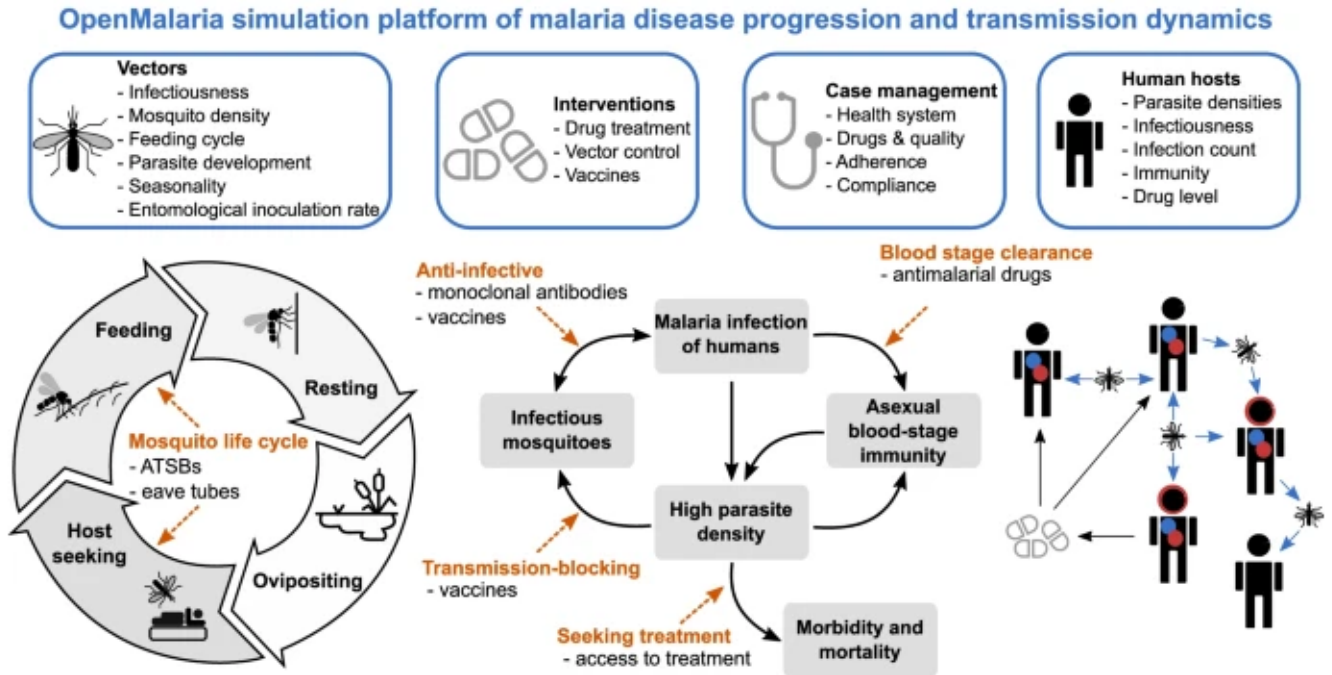 OpenMalaria simulation platform of malaria disease progression and transmission dynamics
Vectors
- Infectiousness
- Mosquito density
- Feeding cycle
- Parasite development
- Seasonality
- Entomological inoculation rate
Interventions
- Drug treatment
- Vector control
- Vaccines
Case management
- Health system
- Drugs & quality
- Adherence
- Compliance
Human hosts
- Parasite densities
- Infectiousness
- Infection count
- Immunity
- Drug level
Feeding
Resting
Mosquito life cycle
- ATSBs
- eave tubes
Host
seeking
Ovipositing
Anti-infective
- monoclonal antibodies
- vaccines
Blood stage clearance
- antimalarial drugs
Malaria infection
of humans
Infectious
mosquitoes
Asexual
blood-stage
immunity
High parasite
density
Transmission-blocking
- vaccines
Seeking treatment
- access to treatment
Morbidity and
mortality